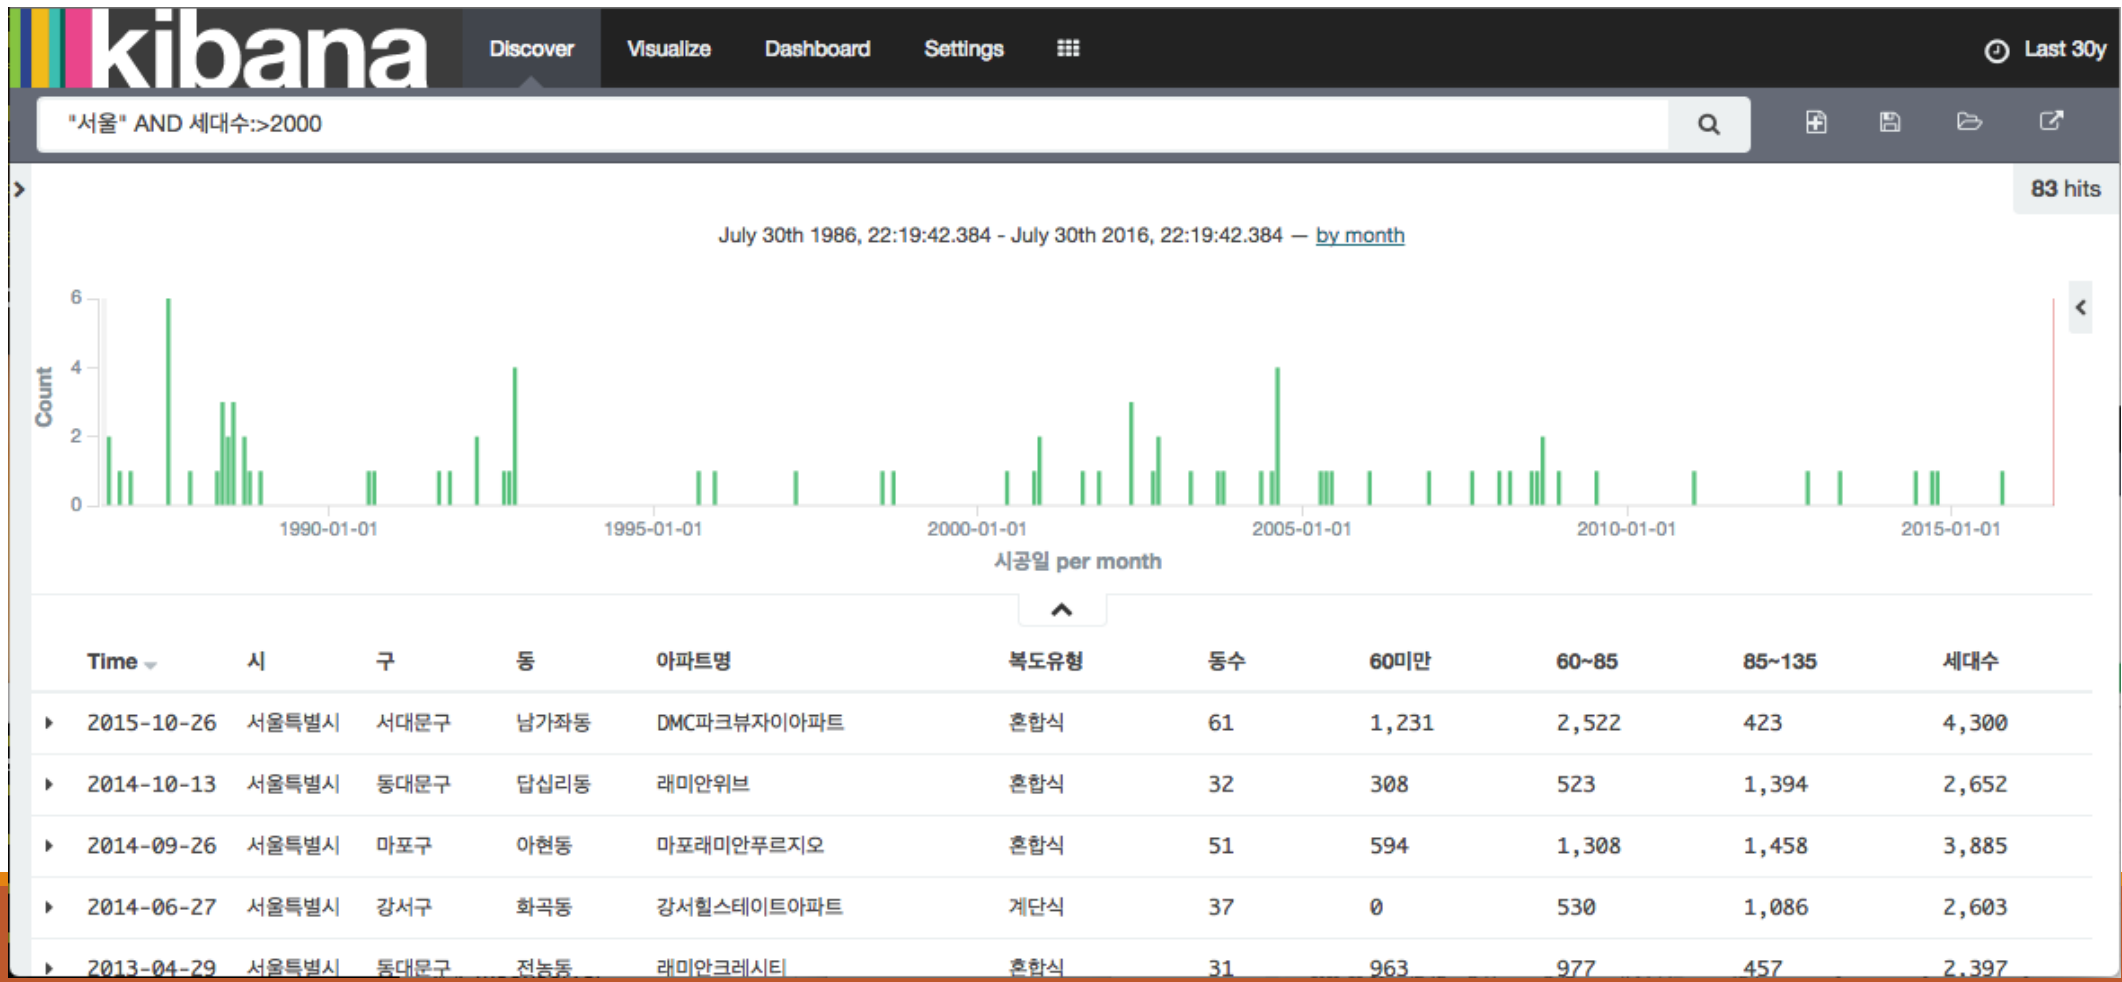 kibana Discover Visualize Dashboard Settings Last 30y
"서울" AND 세대수:>2000
83 hits
July 30th 1986, 22:19:42.384 - July 30th 2016, 22:19:42.384 — by month
6
4
2
0
Count
1990-01-01 1995-01-01 2000-01-01 2005-01-01 2010-01-01 2015-01-01
시공일 per month
Time 시 구 동 아파트명 복도유형 동수 60미만 60~85 85~135 세대수
2015-10-26 서울특별시 서대문구 남가좌동 DMC파크뷰자이아파트 혼합식 61 1,231 2,522 423 4,300
2014-10-13 서울특별시 동대문구 답십리동 래미안위브 혼합식 32 308 523 1,394 2,652
2014-09-26 서울특별시 마포구 아현동 마포래미안푸르지오 혼합식 51 594 1,308 1,458 3,885
2014-06-27 서울특별시 강서구 화곡동 강서힐스테이트아파트 계단식 37 0 530 1,086 2,603
2013-04-29 서울특별시 동대문구 전농동 래미안크레시티 혼합식 31 963 977 457 2,397